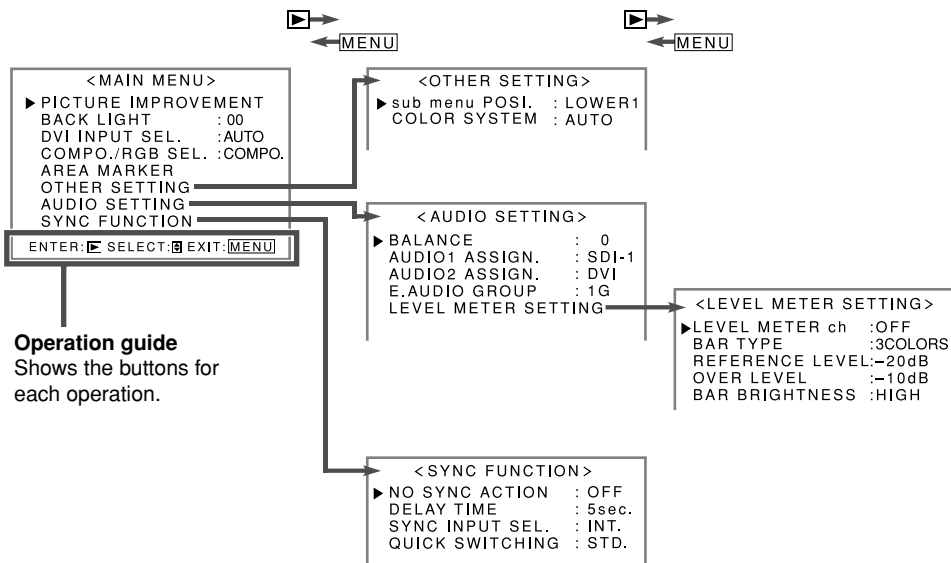 MENU
MENU
<MAIN MENU>
PICTURE IMPROVEMENT
BACK LIGHT : 00
DVI INPUT SEL. :AUTO
COMPO./RGB SEL. :COMPO.
AREA MARKER
OTHER SETTING
AUDIO SETTING
SYNC FUNCTION
ENTER: SELECT: EXIT: MENU
Operation guide
Shows the buttons for
each operation.
<OTHER SETTING>
sub menu POSI. : LOWER1
COLOR SYSTEM : AUTO
<AUDIO SETTING>
BALANCE : 0
AUDIO1 ASSIGN. : SDI-1
AUDIO2 ASSIGN. : DVI
E.AUDIO GROUP : 1G
LEVEL METER SETTING
<LEVEL METER SETTING>
LEVEL METER ch :OFF
BAR TYPE :3COLORS
REFERENCE LEVEL:–20dB
OVER LEVEL :–10dB
BAR BRIGHTNESS :HIGH
<SYNC FUNCTION>
NO SYNC ACTION : OFF
DELAY TIME : 5sec.
SYNC INPUT SEL. : INT.
QUICK SWITCHING : STD.